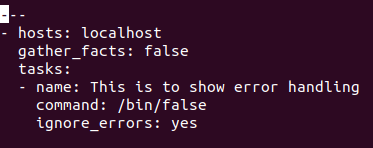 ---
- hosts: localhost
  gather_facts: false
  tasks:
  - name: This is to show error handling
    command: /bin/false
    ignore_errors: yes